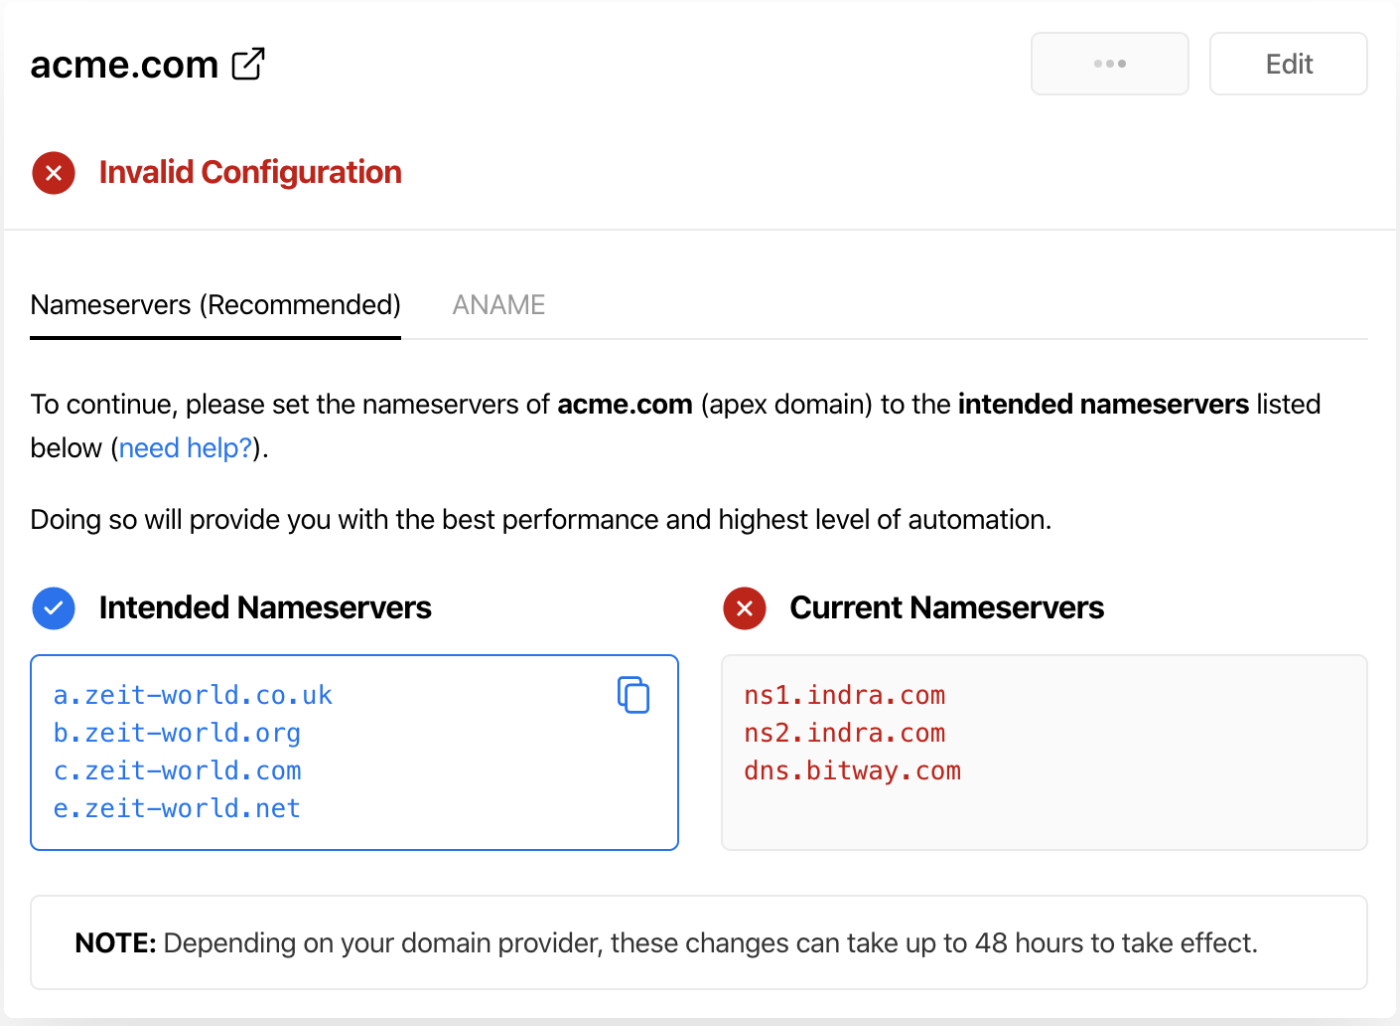 acme.com
Edit
Invalid Configuration
Nameservers (Recommended)
ANAME
To continue, please set the nameservers of acme.com (apex domain) to the intended nameservers listed
below (need help?).
Doing so will provide you with the best performance and highest level of automation.
Intended Nameservers
a.zeit-world.co.uk
b.zeit-world.org
c.zeit-world.com
e.zeit-world.net
Current Nameservers
ns1.indra.com
ns2.indra.com
dns.bitway.com
NOTE: Depending on your domain provider, these changes can take up to 48 hours to take effect.